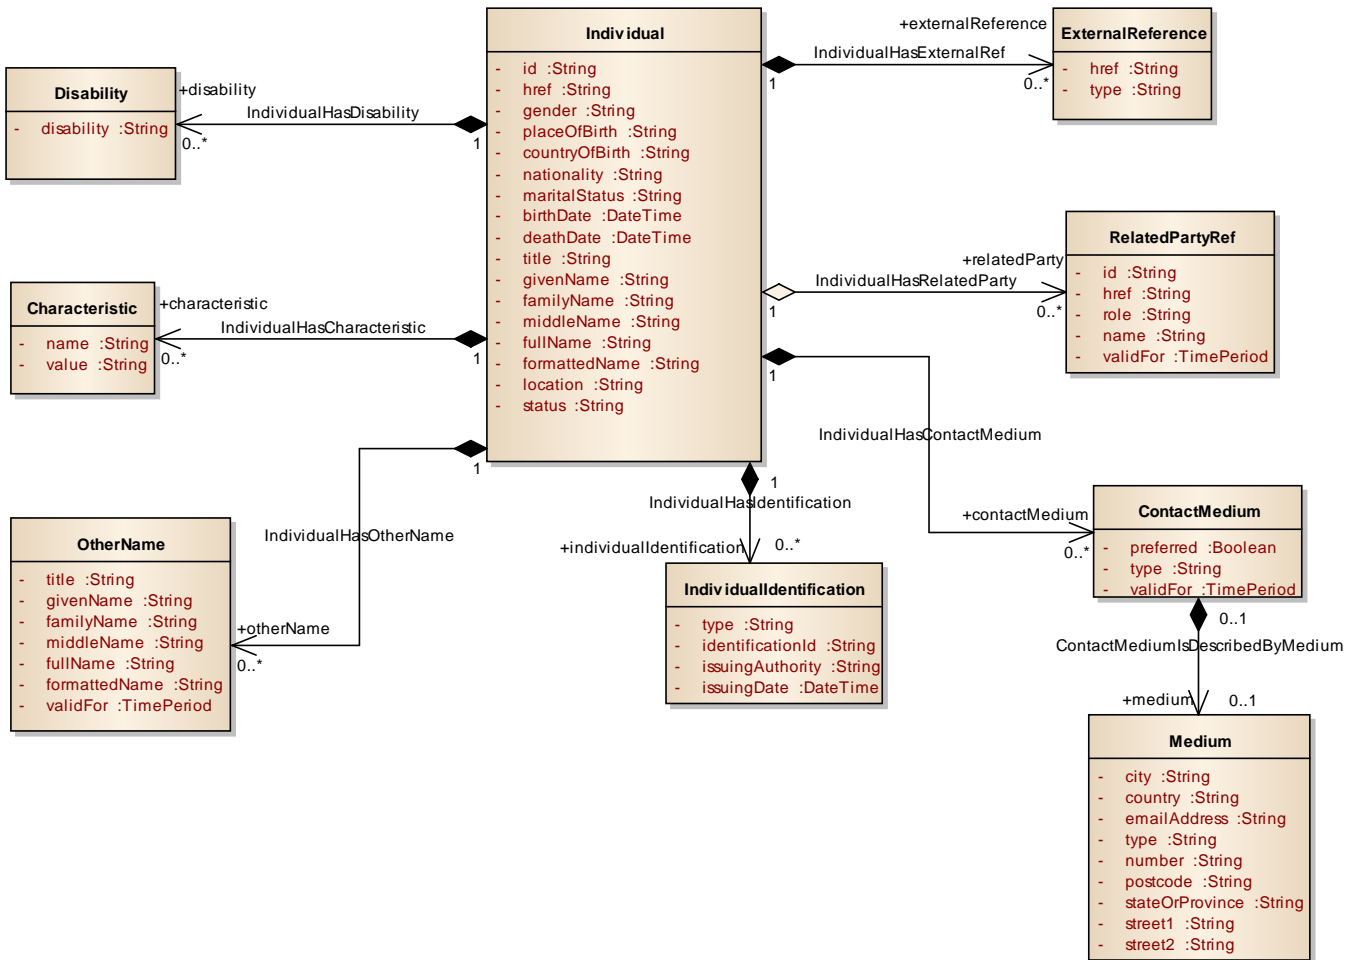 Individual
- id :String
- href :String
- gender :String
- placeOfBirth :String
- countryOfBirth :String
- nationality :String
- maritalStatus :String
- birthDate :DateTime
- deathDate :DateTime
- title :String
- givenName :String
- familyName :String
- middleName :String
- fullName :String
- formattedName :String
- location :String
- status :String
+externalReference
IndividualHasExternalRef
1
0..*
ExternalReference
- href :String
- type :String
Disability
- disability :String
+disability
IndividualHasDisability
0..*
1
RelatedPartyRef
- id :String
- href :String
- role :String
- name :String
- validFor :TimePeriod
+relatedParty
IndividualHasRelatedParty
1
0..*
Characteristic
- name :String
- value :String
+characteristic
IndividualHasCharacteristic
0..*
1
1
IndividualHasContactMedium
+contactMedium
0..*
1
IndividualHasOtherName
+otherName
0..*
OtherName
- title :String
- givenName :String
- familyName :String
- middleName :String
- fullName :String
- formattedName :String
- validFor :TimePeriod
1
IndividualHasIdentification
+individualIdentification
0..*
IndividualIdentification
- type :String
- identificationId :String
- issuingAuthority :String
- issuingDate :DateTime
ContactMedium
- preferred :Boolean
- type :String
- validFor :TimePeriod
0..1
ContactMediumIsDescribedByMedium
+medium
0..1
Medium
- city :String
- country :String
- emailAddress :String
- type :String
- number :String
- postcode :String
- stateOrProvince :String
- street1 :String
- street2 :String